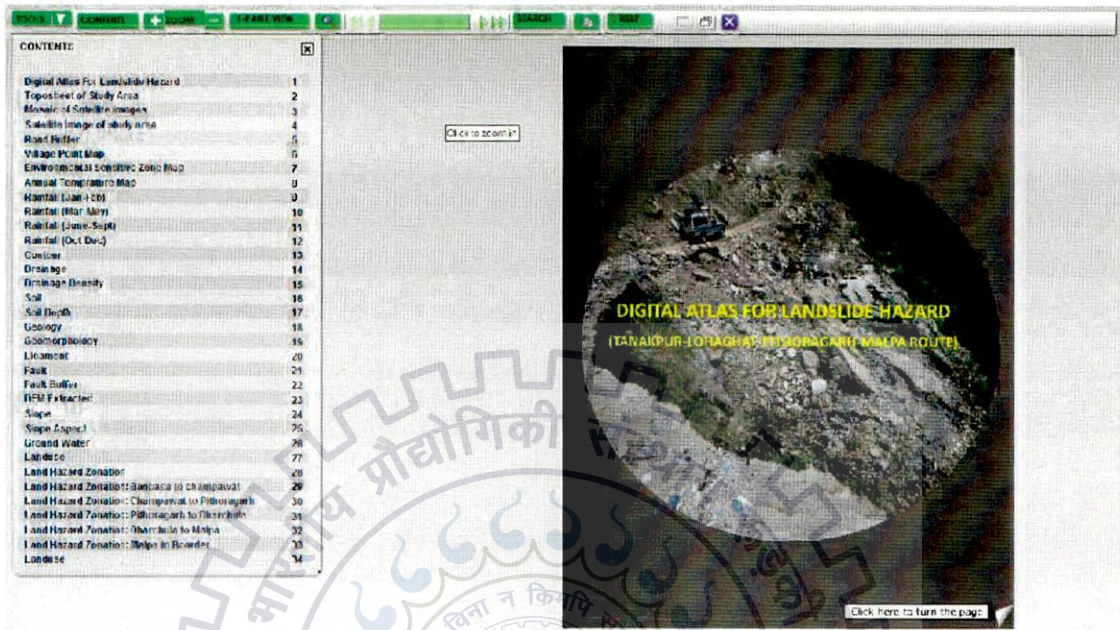 TOOLS CONTENTS ZOOM 1-PAGE VIEW SEARCH HELP
CONTENTS
Digital Atlas For Landslide Hazard 1
Toposheet of Study Area 2
Mosaic of Satellite images 3
Satellite image of study area 4
Road Buffer 5
Village Point Map 6
Environmental Sensitive Zone Map 7
Annual Temprature Map 8
Rainfall (Jan-Feb) 9
Rainfall (Mar-May) 10
Rainfall (June-Sept) 11
Rainfall (Oct-Dec) 12
Contour 13
Drainage 14
Drainage Density 15
Soil 16
Soil Depth 17
Geology 18
Geomorphology 19
Lineament 20
Fault 21
Fault Buffer 22
DEM Extracted 23
Slope 24
Slope Aspect 25
Ground Water 26
Landuse 27
Land Hazard Zonation 28
Land Hazard Zonation: Banbasa to champawat 29
Land Hazard Zonation: Champawat to Pithoragarh 30
Land Hazard Zonation: Pithoragarh to Dharchula 31
Land Hazard Zonation: Dharchula to Malpa 32
Land Hazard Zonation: Malpa to Boarder 33
Landuse 34
Click to zoom in
DIGITAL ATLAS FOR LANDSLIDE HAZARD
(TANAKPUR-LOHAGHAT-PITHORAGARH-MALPA ROUTE)
Click here to turn the page
प्रौद्योगिकी
विना न किमपि